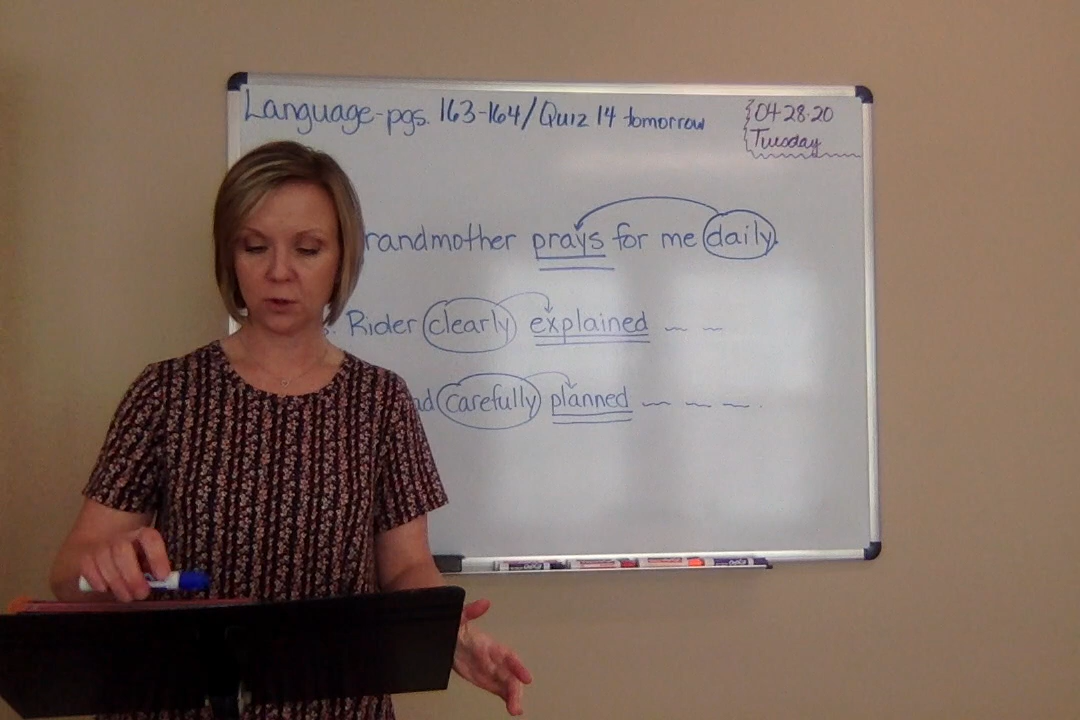 Language-pgs. 163-164/Quiz 14 tomorrow
04-28-20
Tuesday
randmother prays for me daily.
s. Rider clearly explained
ad carefully planned